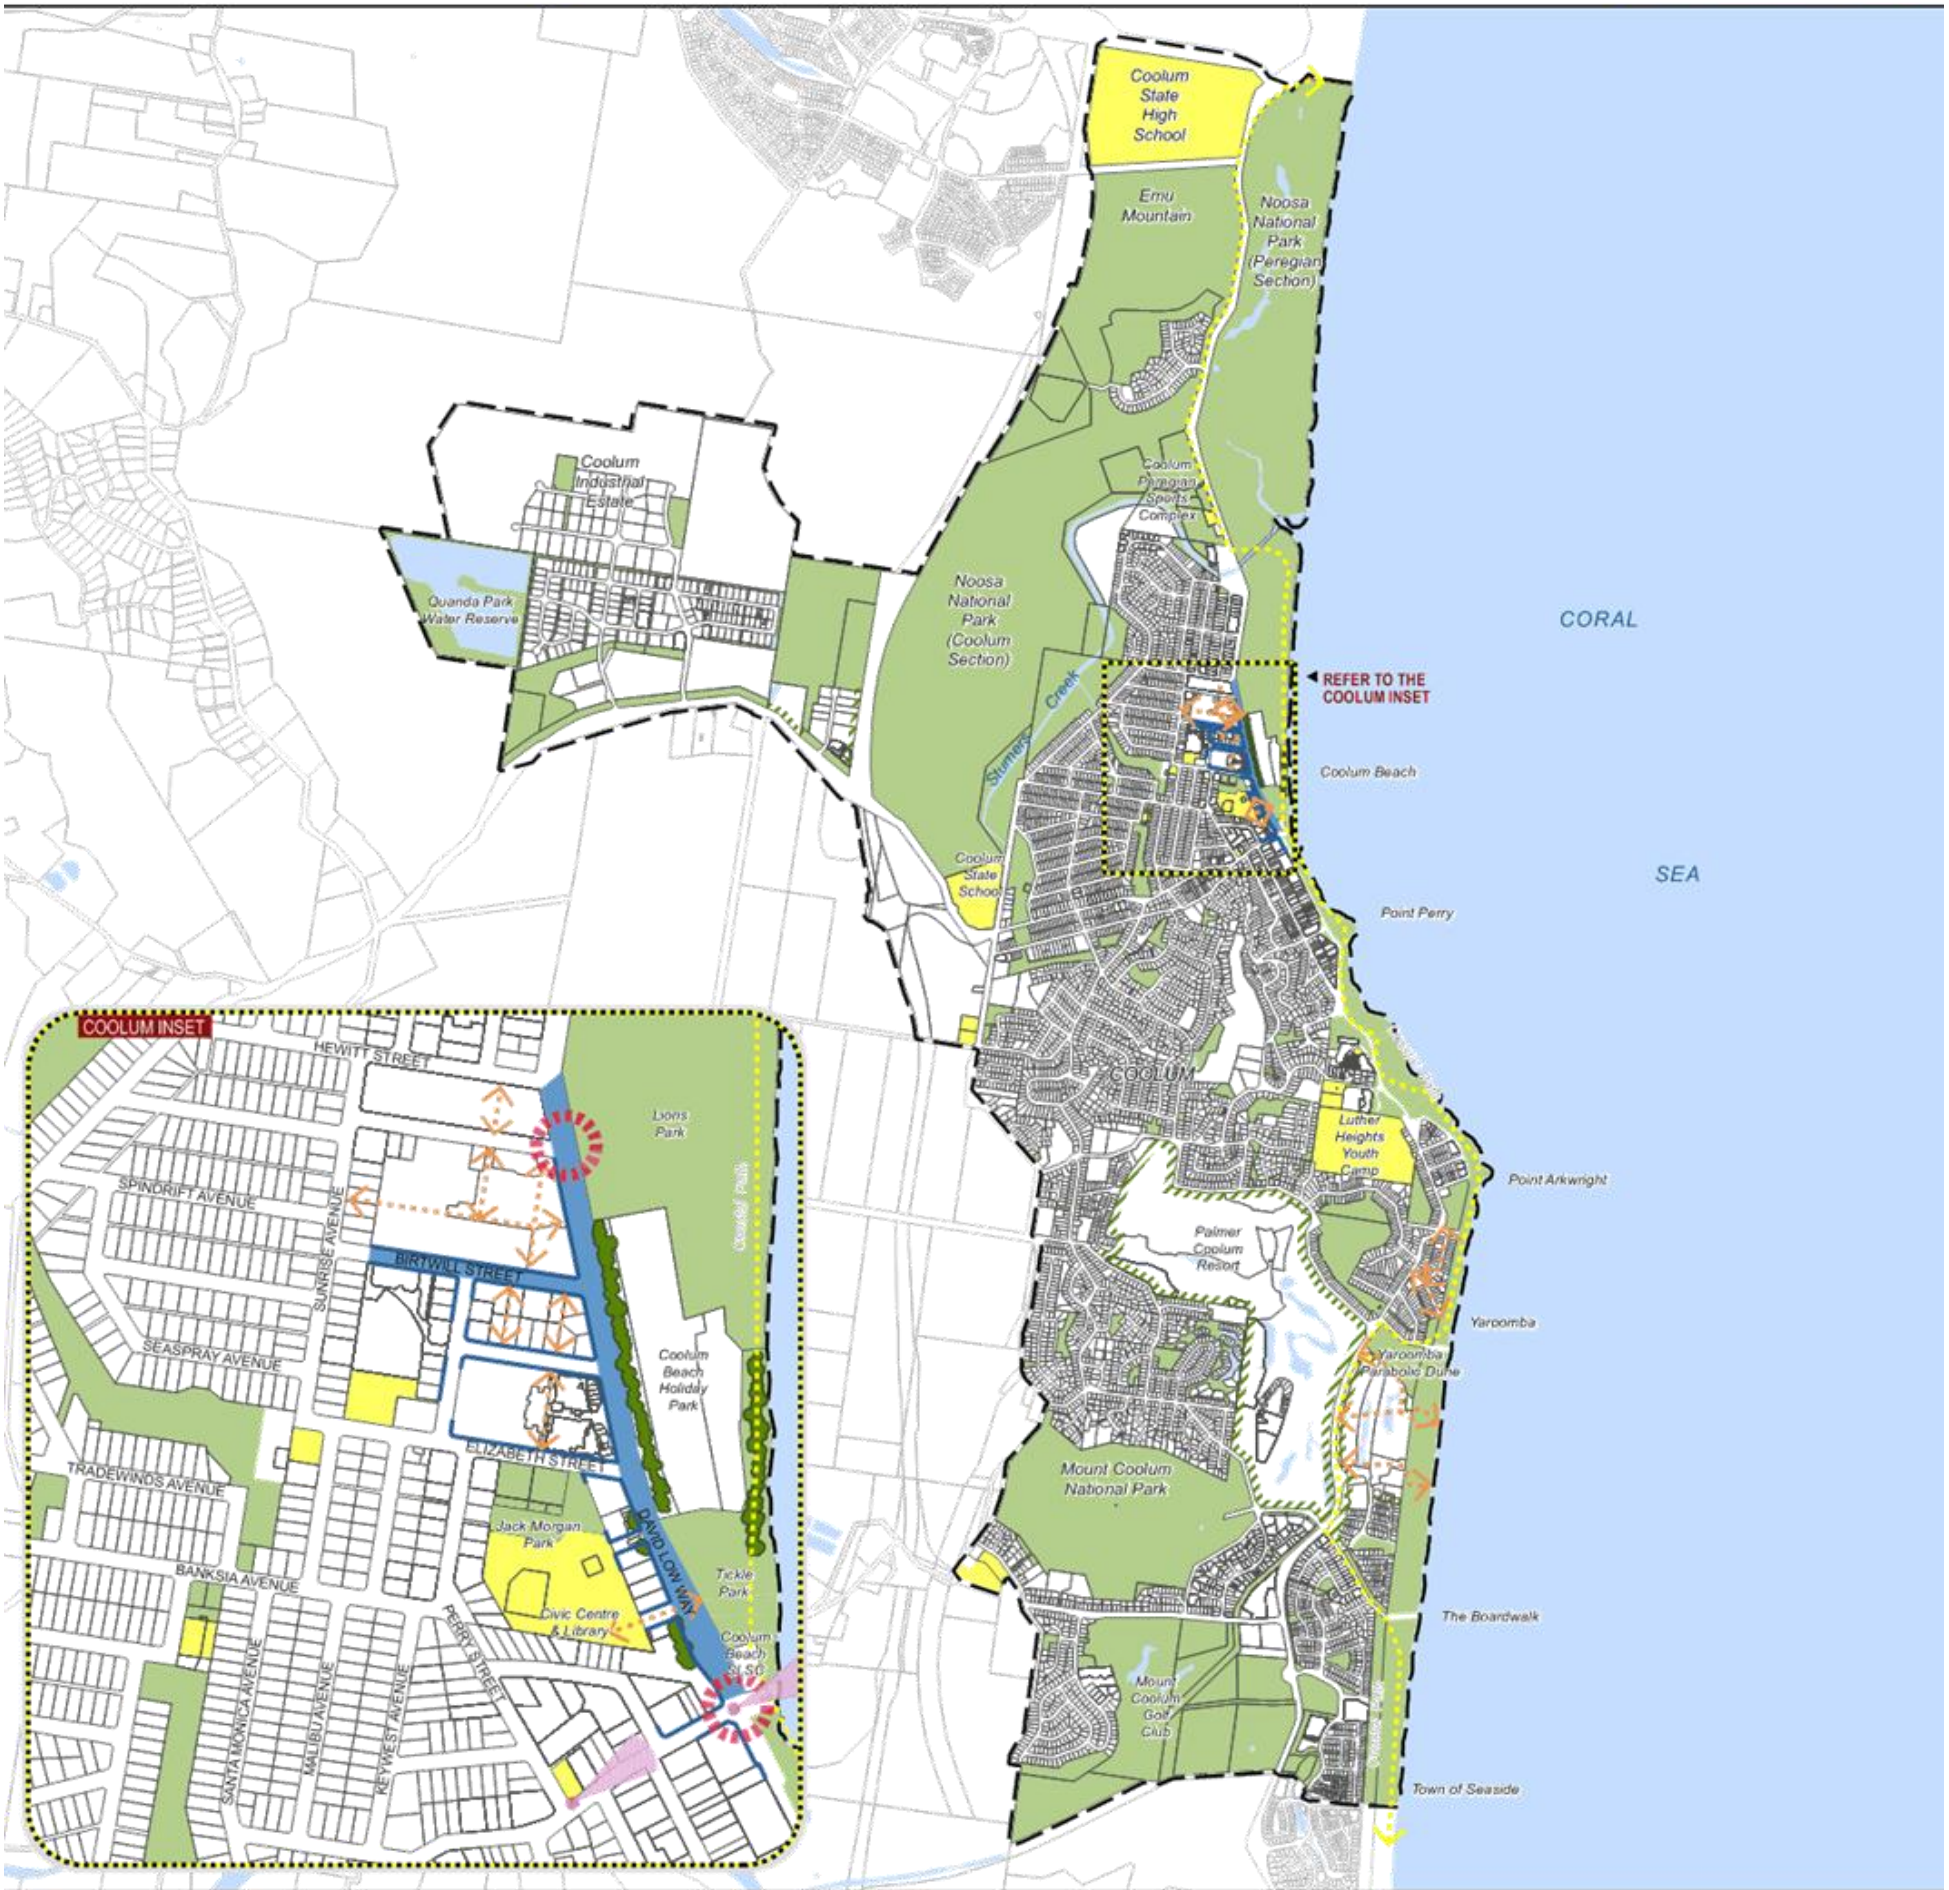 Coolum
State
High
School
Emu
Mountain
Noosa
National
Park
(Peregian
Section)
Coolum
Industrial
Estate
Coolum
Peregian
Sports
Complex
Quanda Park
Water Reserve
Noosa
National
Park
(Coolum
Section)
CORAL
Stumers Creek
REFER TO THE
COOLUM INSET
Coolum Beach
Coolum
State
School
SEA
Point Perry
COOLUM
Luther
Heights
Youth
Camp
Point Arkwright
Palmer
Coolum
Resort
Yaroomba
Yaroomba
Parabolic Dune
Mount Coolum
National Park
The Boardwalk
Mount
Coolum
Golf
Club
Coastal Path
Town of Seaside
COOLUM INSET
HEWITT STREET
Lions
Park
Coastal Path
SPINDRIFT AVENUE
SUNRISE AVENUE
BIRTWILL STREET
SEASPRAY AVENUE
Coolum
Beach
Holiday
Park
ELIZABETH STREET
TRADEWINDS AVENUE
DAVID LOW WAY
Jack Morgan
Park
BANKSIA AVENUE
Tickle
Park
Civic Centre
& Library
PERRY STREET
Coolum
Beach
SLSC
SANTA MONICA AVENUE
MALIBU AVENUE
KEYWEST AVENUE